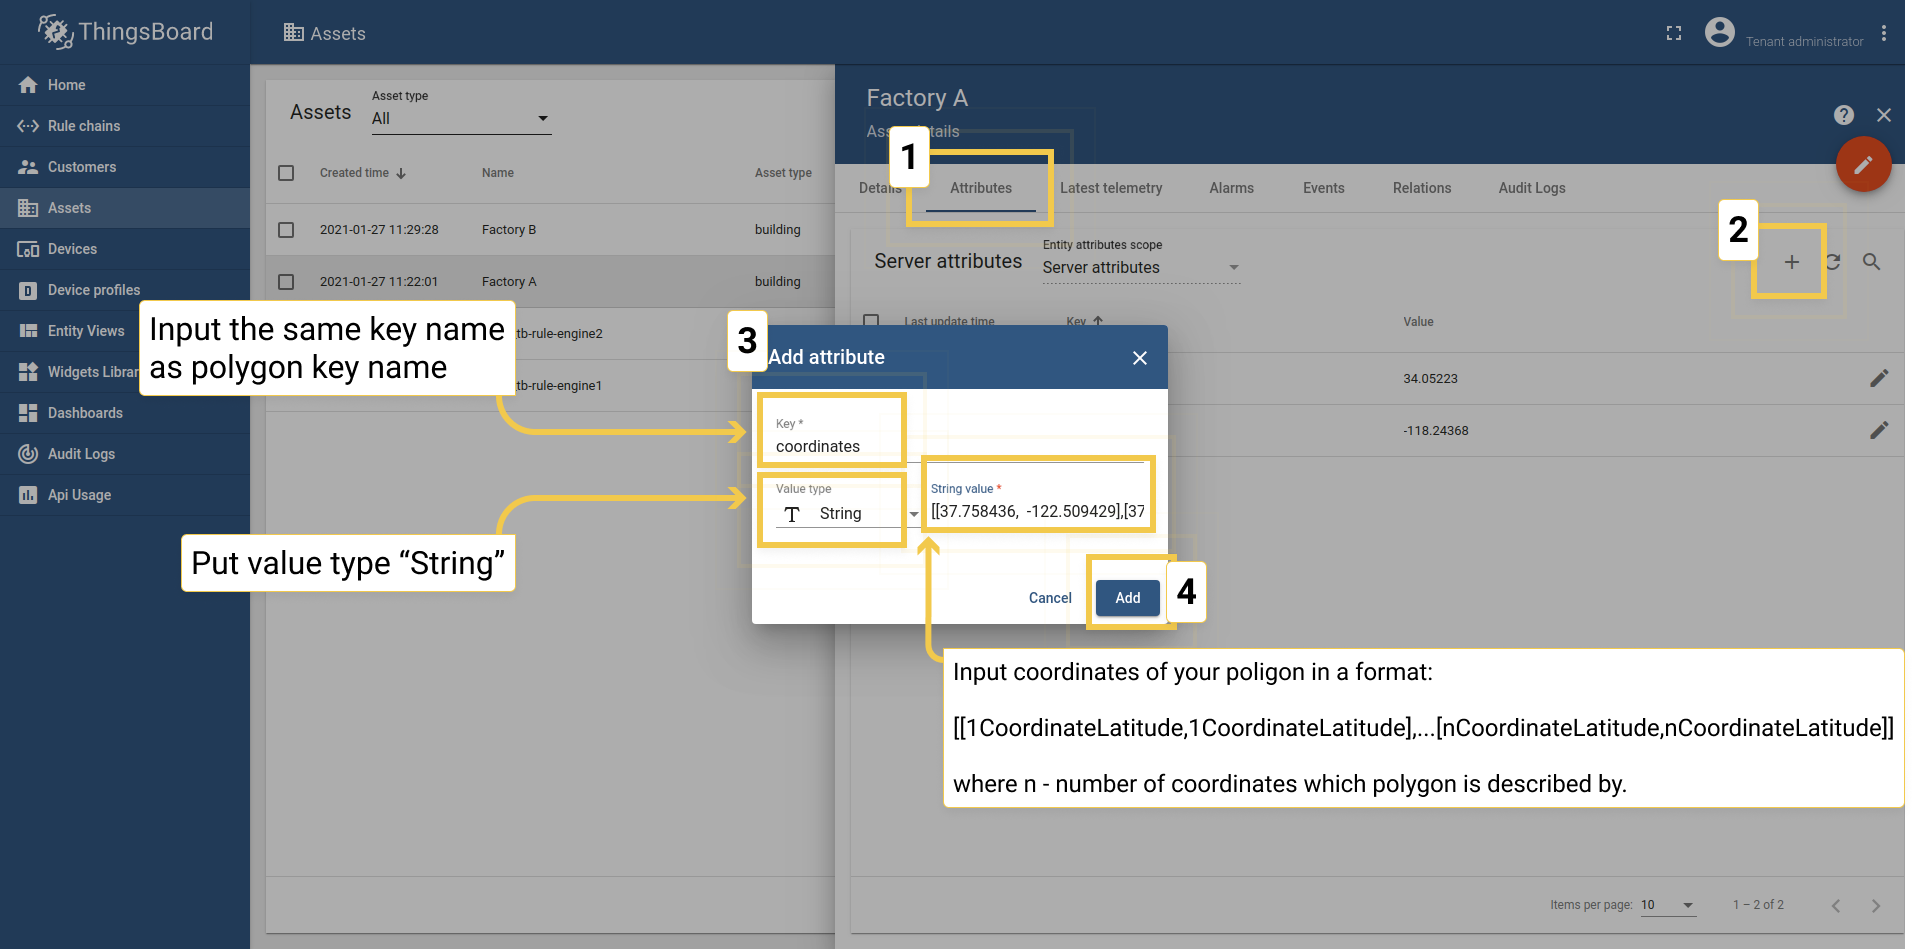 ThingsBoard
Assets
Tenant administrator
Home
Rule chains
Customers
Assets
Devices
Device profiles
Entity Views
Widgets Librar
Dashboards
Audit Logs
Api Usage
Assets
Asset type
All
Created time
Name
Asset type
2021-01-27 11:29:28
Factory B
building
2021-01-27 11:22:01
Factory A
building
tb-rule-engine2
tb-rule-engine1
Factory A
Details
Attributes
Latest telemetry
Alarms
Events
Relations
Audit Logs
1
2
Server attributes
Entity attributes scope
Server attributes
Last update time
Key
Value
34.05223
-118.24368
Input the same key name
as polygon key name
3
Add attribute
Key *
coordinates
Value type
String
String value *
[[37.758436, -122.509429],[37
Put value type “String”
Cancel
Add
4
Input coordinates of your poligon in a format:
[[1CoordinateLatitude,1CoordinateLatitude],...[nCoordinateLatitude,nCoordinateLatitude]]
where n - number of coordinates which polygon is described by.
Items per page:
10
1 – 2 of 2